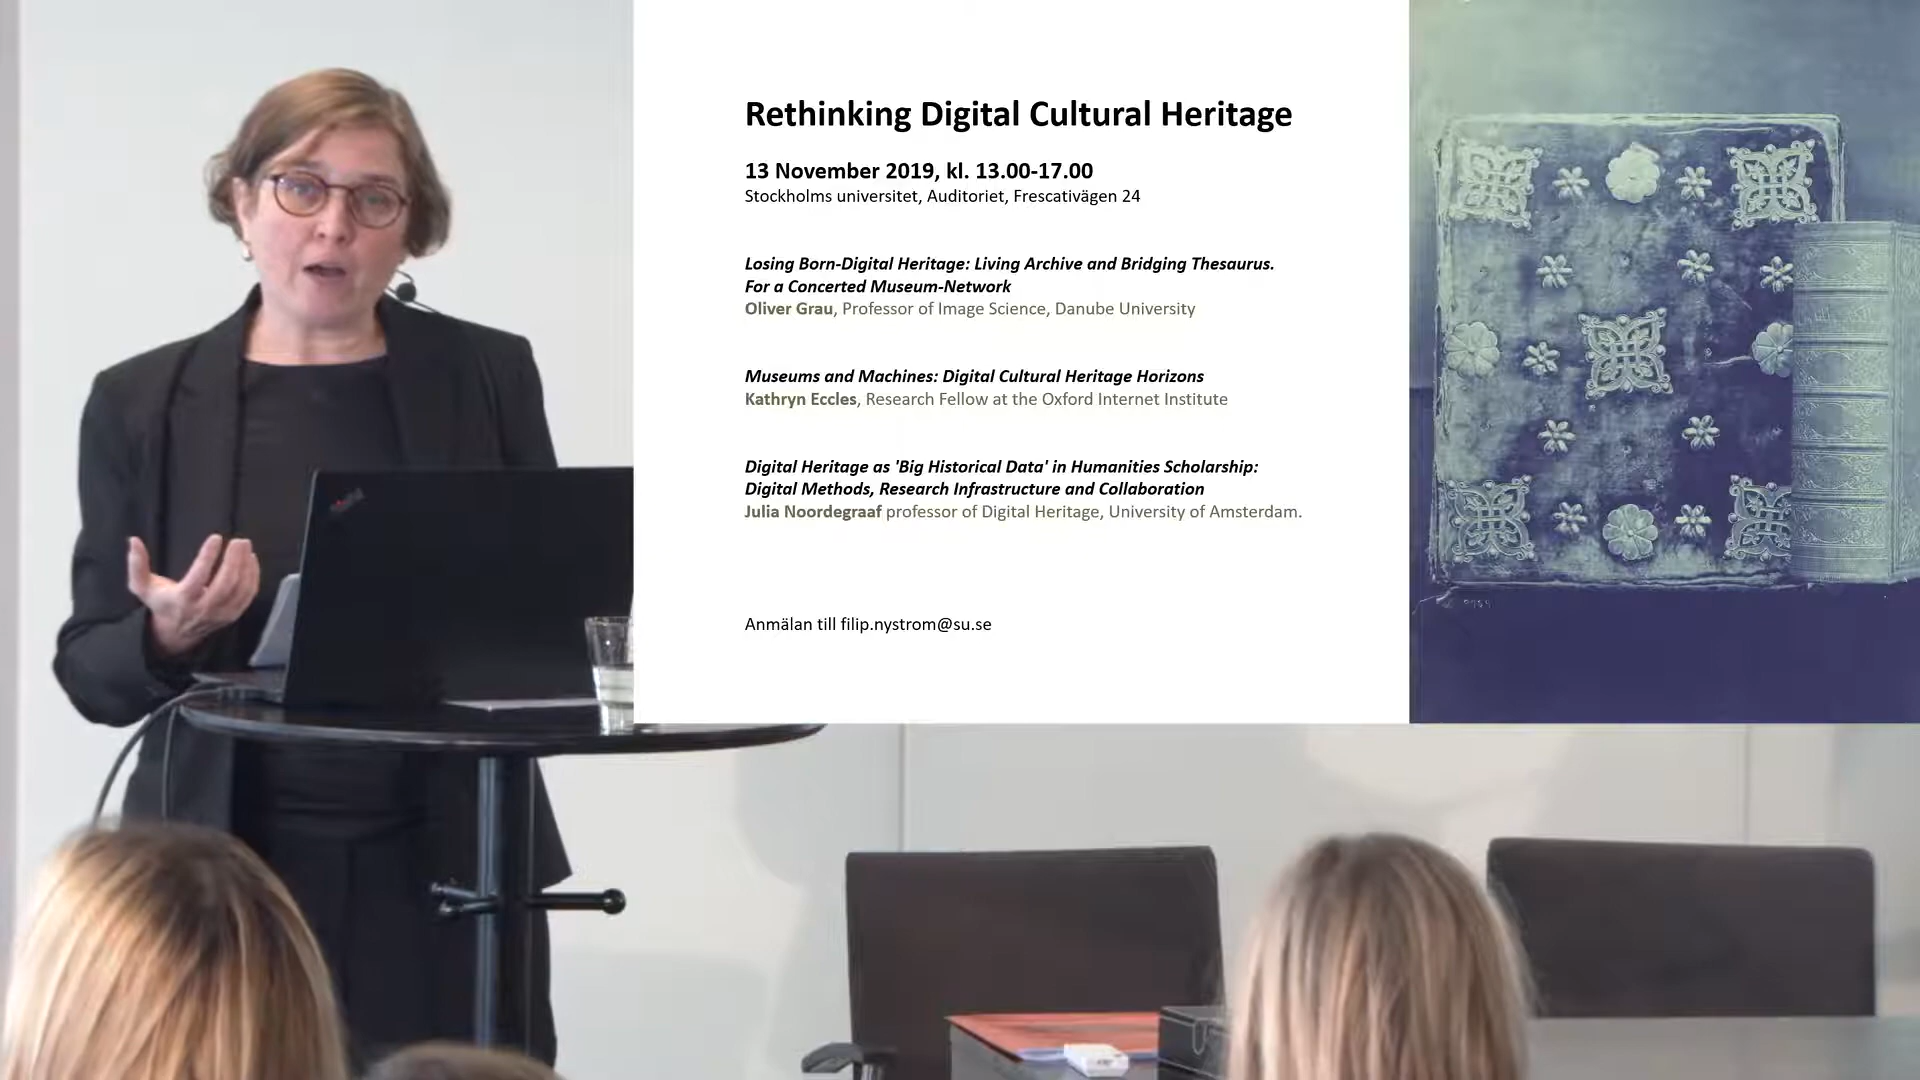 Rethinking Digital Cultural Heritage
13 November 2019, kl. 13.00-17.00
Stockholms universitet, Auditoriet, Frescativägen 24
Losing Born-Digital Heritage: Living Archive and Bridging Thesaurus.
For a Concerted Museum-Network
Oliver Grau, Professor of Image Science, Danube University
Museums and Machines: Digital Cultural Heritage Horizons
Kathryn Eccles, Research Fellow at the Oxford Internet Institute
Digital Heritage as 'Big Historical Data' in Humanities Scholarship:
Digital Methods, Research Infrastructure and Collaboration
Julia Noordegraaf professor of Digital Heritage, University of Amsterdam.
Anmälan till filip.nystrom@su.se